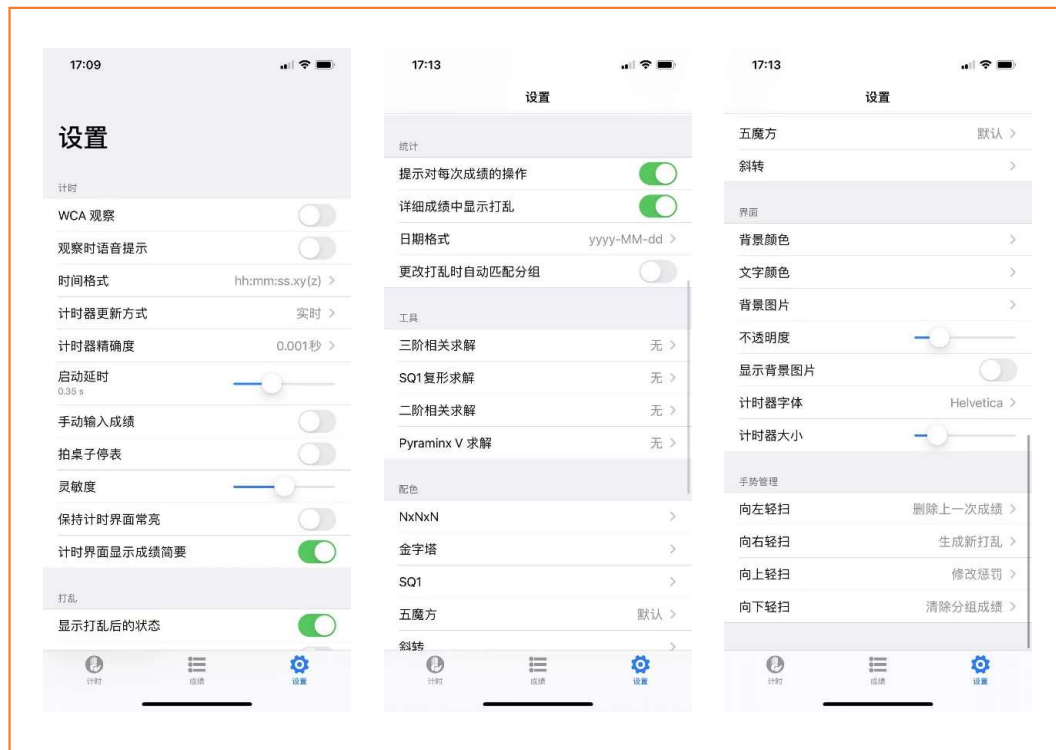 17:09
设置
计时
WCA 观察
观察时语音提示
时间格式 hh:mm:ss.xy(z)
计时器更新方式 实时
计时器精确度 0.001秒
启动延时
0.35 s
手动输入成绩
拍桌子停表
灵敏度
保持计时界面常亮
计时界面显示成绩简要
打乱
显示打乱后的状态
计时 成绩 设置
17:13
设置
统计
提示对每次成绩的操作
详细成绩中显示打乱
日期格式 yyyy-MM-dd
更改打乱时自动匹配分组
工具
三阶相关求解 无
SQ1复形求解 无
二阶相关求解 无
Pyraminx V 求解 无
配色
NxNxN
金字塔
SQ1
五魔方 默认
斜转
计时 成绩 设置
17:13
设置
五魔方 默认
斜转
界面
背景颜色
文字颜色
背景图片
不透明度
显示背景图片
计时器字体 Helvetica
计时器大小
手势管理
向左轻扫 删除上一次成绩
向右轻扫 生成新打乱
向上轻扫 修改惩罚
向下轻扫 清除分组成绩
计时 成绩 设置